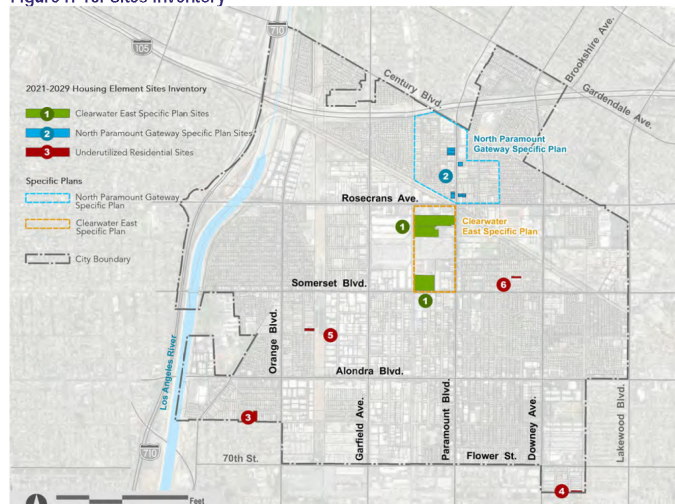 Figure H-10: Sites Inventory
710
105
Century Blvd.
Brookshire Ave.
Gardendale Ave.
2021-2029 Housing Element Sites Inventory
1 Clearwater East Specific Plan Sites
2 North Paramount Gateway Specific Plan Sites
3 Underutilized Residential Sites
Specific Plans
North Paramount Gateway
Specific Plan
Clearwater East
Specific Plan
City Boundary
North Paramount
Gateway Specific Plan
2
Rosecrans Ave.
1
Clearwater
East Specific Plan
Somerset Blvd.
6
1
Los Angeles River
Orange Blvd.
5
Alondra Blvd.
Garfield Ave.
Paramount Blvd.
Downey Ave.
Lakewood Blvd.
3
710
70th St.
Flower St.
4
Feet